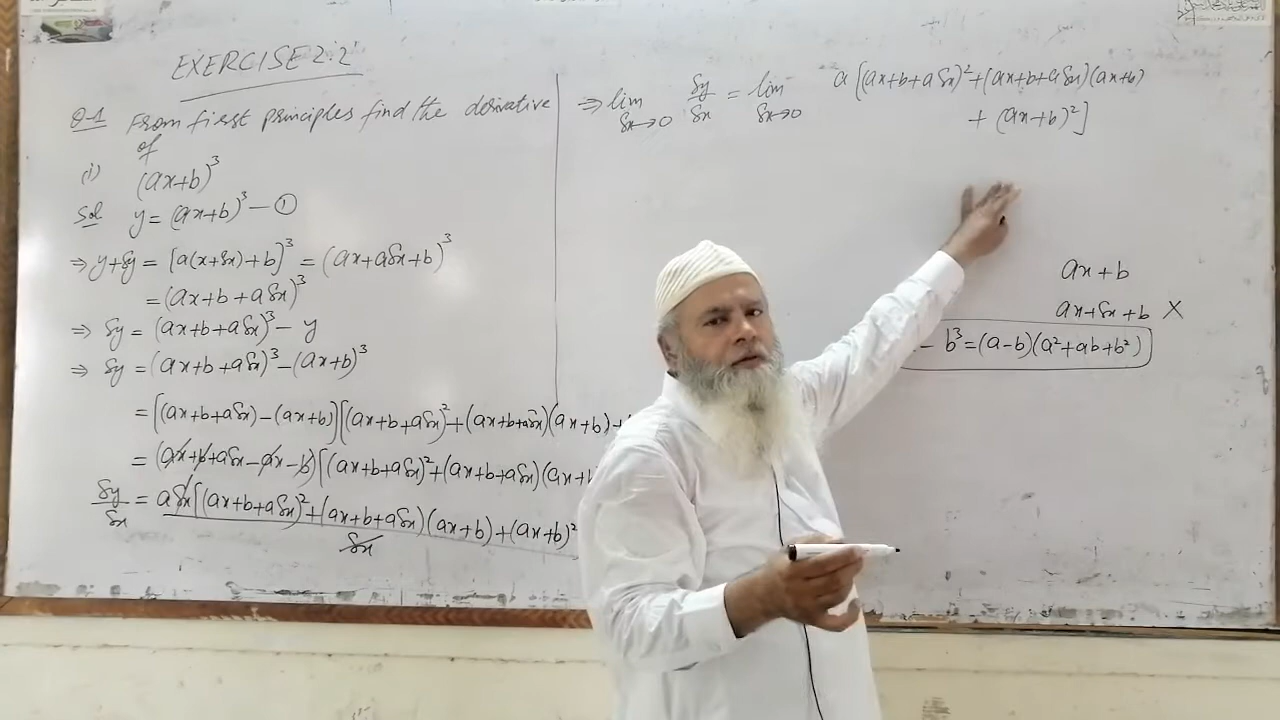 EXERCISE 2.2
Q.1 From first principles find the derivative
of
(i) (ax+b)³
Sol y = (ax+b)³ — ①
⇒ y+δy = [a(x+δx)+b]³ = (ax+aδx+b)³
= (ax+b+aδx)³
⇒ δy = (ax+b+aδx)³ - y
⇒ δy = (ax+b+aδx)³ - (ax+b)³
= [(ax+b+aδx) - (ax+b)][(ax+b+aδx)² + (ax+b+aδx)(ax+b) +
= (ax+b+aδx-ax-b)[(ax+b+aδx)² + (ax+b+aδx)(ax+b
δy/δx = aδx[(ax+b+aδx)² + (ax+b+aδx)(ax+b) + (ax+b)²
δx
⇒ lim δy/δx = lim a[(ax+b+aδx)² + (ax+b+aδx)(ax+b)
δx→0 δx→0 + (ax+b)²]
ax+b
ax+δx+b ×
- b³ = (a-b)(a²+ab+b²)